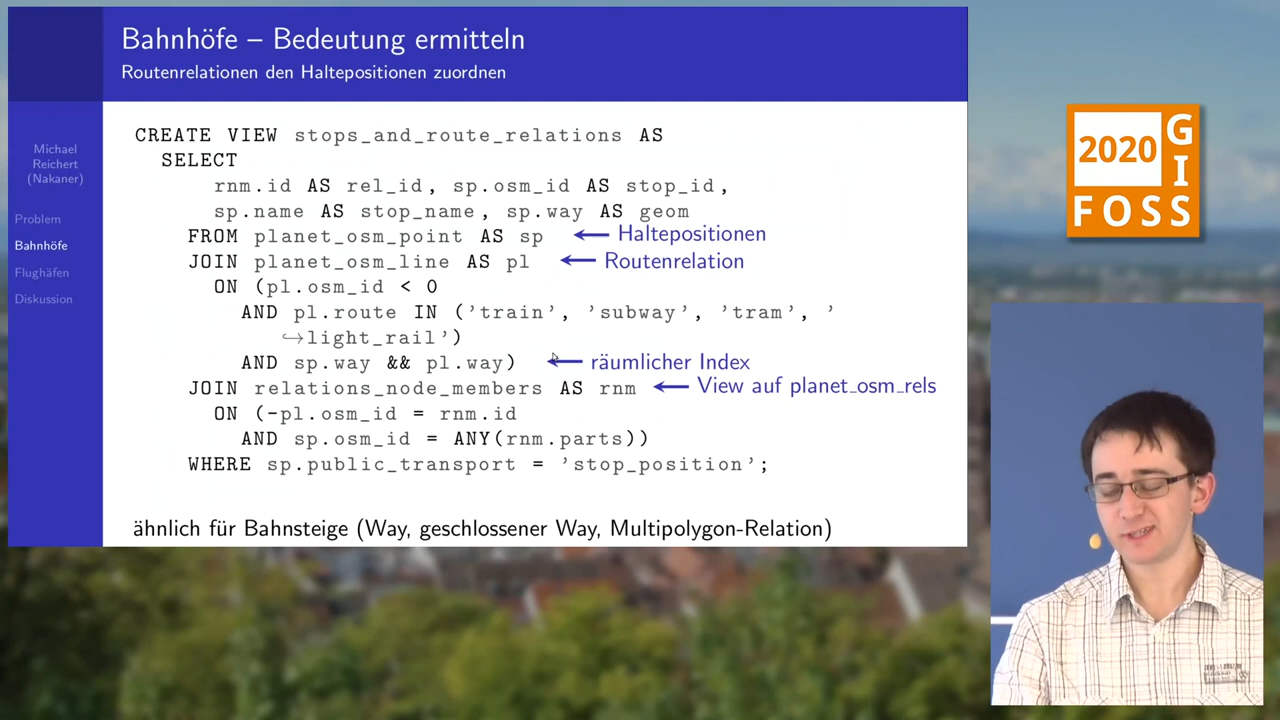 Bahnhöfe – Bedeutung ermitteln
Routenrelationen den Haltepositionen zuordnen
Michael
Reichert
(Nakaner)
Problem
Bahnhöfe
Flughäfen
Diskussion
CREATE VIEW stops_and_route_relations AS
SELECT
rnm.id AS rel_id, sp.osm_id AS stop_id,
sp.name AS stop_name, sp.way AS geom
FROM planet_osm_point AS sp ← Haltepositionen
JOIN planet_osm_line AS pl ← Routenrelation
ON (pl.osm_id < 0
AND pl.route IN ('train', 'subway', 'tram', '
↪light_rail')
AND sp.way && pl.way) ← räumlicher Index
JOIN relations_node_members AS rnm ← View auf planet_osm_rels
ON (-pl.osm_id = rnm.id
AND sp.osm_id = ANY(rnm.parts))
WHERE sp.public_transport = 'stop_position';
ähnlich für Bahnsteige (Way, geschlossener Way, Multipolygon-Relation)
2020
GI
FOSS